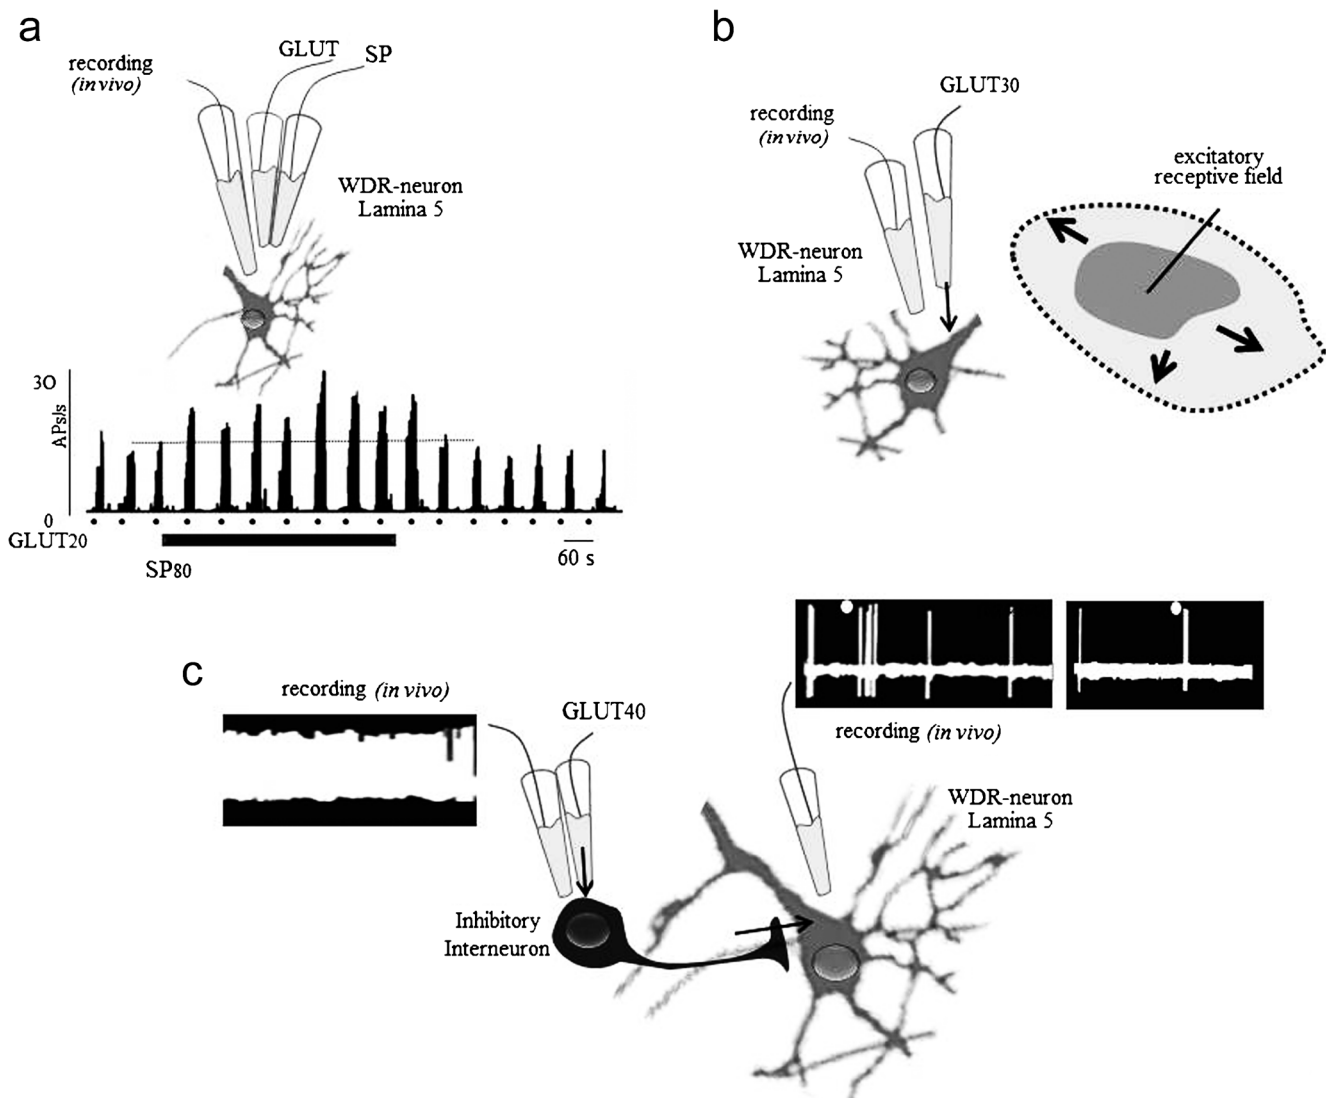 a
GLUT
SP
recording
(in vivo)
WDR-neuron
Lamina 5
30
APs/s
0
GLUT20
SP80
60 s
b
GLUT30
recording
(in vivo)
excitatory
receptive field
WDR-neuron
Lamina 5
c
recording (in vivo)
GLUT40
recording (in vivo)
WDR-neuron
Lamina 5
Inhibitory
Interneuron